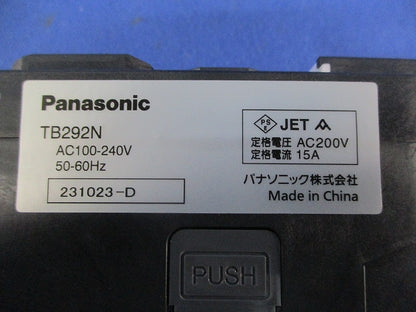 Panasonic
TB292N
AC100-240V
50-60Hz
231023-D
PS
E
JET
定格電圧 AC200V
定格電流 15A
パナソニック株式会社
Made in China
PUSH